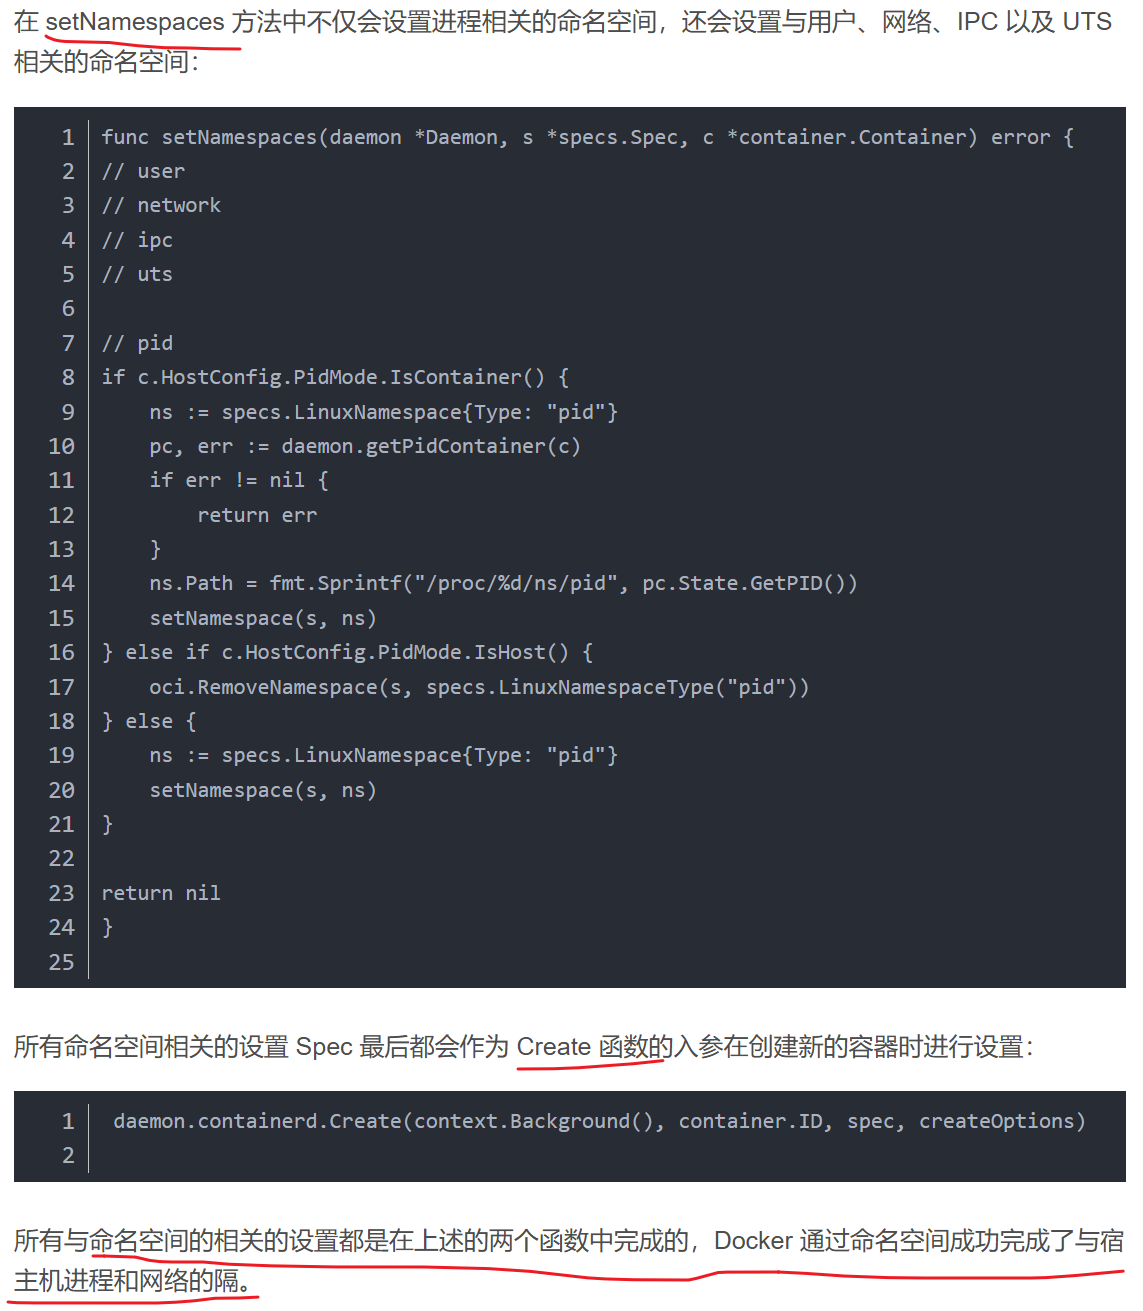 在 setNamespaces 方法中不仅会设置进程相关的命名空间，还会设置与用户、网络、IPC 以及 UTS
相关的命名空间：
1 func setNamespaces(daemon *Daemon, s *specs.Spec, c *container.Container) error {
2 // user
3 // network
4 // ipc
5 // uts
6
7 // pid
8 if c.HostConfig.PidMode.IsContainer() {
9     ns := specs.LinuxNamespace{Type: "pid"}
10     pc, err := daemon.getPidContainer(c)
11     if err != nil {
12         return err
13     }
14     ns.Path = fmt.Sprintf("/proc/%d/ns/pid", pc.State.GetPID())
15     setNamespace(s, ns)
16 } else if c.HostConfig.PidMode.IsHost() {
17     oci.RemoveNamespace(s, specs.LinuxNamespaceType("pid"))
18 } else {
19     ns := specs.LinuxNamespace{Type: "pid"}
20     setNamespace(s, ns)
21 }
22
23 return nil
24 }
25
所有命名空间相关的设置 Spec 最后都会作为 Create 函数的入参在创建新的容器时进行设置：
1 daemon.containerd.Create(context.Background(), container.ID, spec, createOptions)
2
所有与命名空间的相关的设置都是在上述的两个函数中完成的，Docker 通过命名空间成功完成了与宿
主机进程和网络的隔。